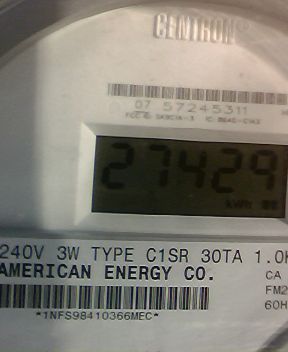 CENTRON®
07 57245311
27429
kWh
240V 3W TYPE C1SR 30TA 1.0K
AMERICAN ENERGY CO.
CA
FM2
60H
*1NFS98410366MEC*